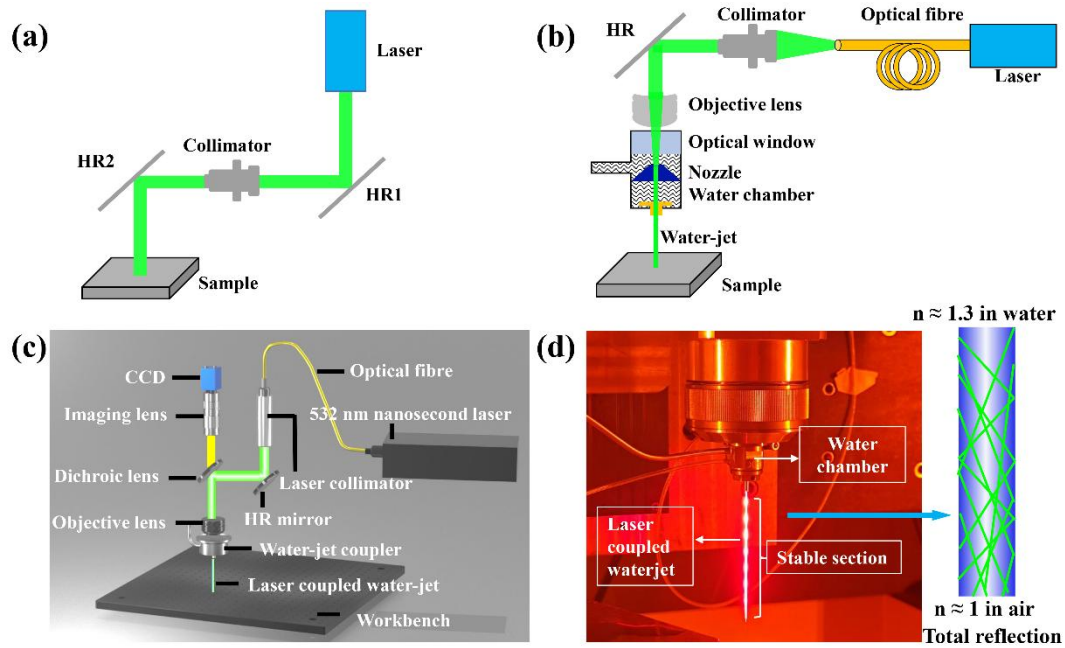 (a)
Laser
HR2
Collimator
HR1
Sample
(b)
HR
Collimator
Optical fibre
Laser
Objective lens
Optical window
Nozzle
Water chamber
Water-jet
Sample
(c)
CCD
Optical fibre
Imaging lens
532 nm nanosecond laser
Dichroic lens
Laser collimator
HR mirror
Objective lens
Water-jet coupler
Laser coupled water-jet
Workbench
(d)
n ≈ 1.3 in water
Water
chamber
Laser
coupled
waterjet
Stable section
n ≈ 1 in air
Total reflection